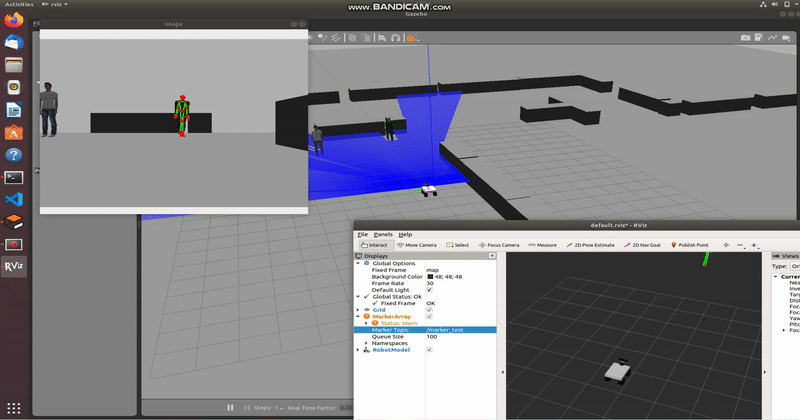 www.BANDICAM.com
Activities
rviz
Gazebo
Image
default.rviz* - RViz
File Panels Help
Interact Move Camera Select Focus Camera Measure 2D Pose Estimate 2D Nav Goal Publish Point
Displays
Views
Global Options
Type:
Fixed Frame map
Background Color 48; 48; 48
Frame Rate 30
Default Light
Global Status: Ok
Fixed Frame OK
Grid
MarkerArray
Status: Warn
Marker Topic /marker_test
Queue Size 100
Namespaces
RobotModel
RViz
Steps: 1
Real Time Factor: